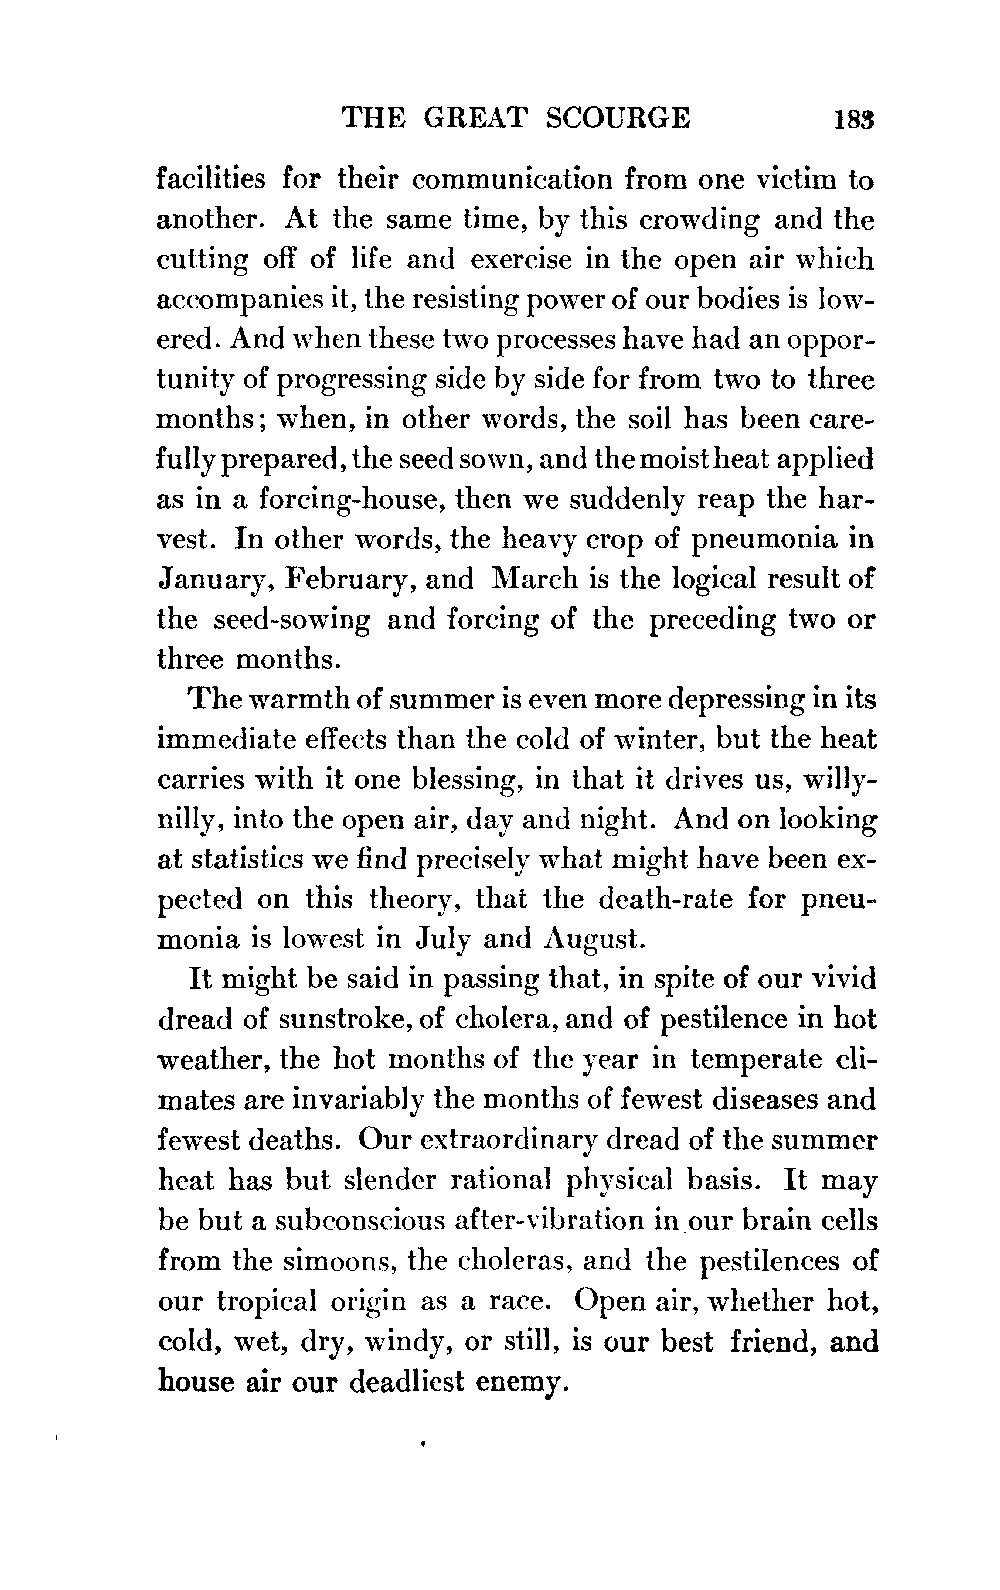 THE GREAT SCOURGE 183
facilities for their communication from one victim to
another. At the same time, by this crowding and the
cutting off of life and exercise in the open air which
accompanies it, the resisting power of our bodies is low-
ered. And when these two processes have had an oppor-
tunity of progressing side by side for from two to three
months; when, in other words, the soil has been care-
fully prepared, the seed sown, and the moist heat applied
as in a forcing-house, then we suddenly reap the har-
vest. In other words, the heavy crop of pneumonia in
January, February, and March is the logical result of
the seed-sowing and forcing of the preceding two or
three months.
The warmth of summer is even more depressing in its
immediate effects than the cold of winter, but the heat
carries with it one blessing, in that it drives us, willy-
nilly, into the open air, day and night. And on looking
at statistics we find precisely what might have been ex-
pected on this theory, that the death-rate for pneu-
monia is lowest in July and August.
It might be said in passing that, in spite of our vivid
dread of sunstroke, of cholera, and of pestilence in hot
weather, the hot months of the year in temperate cli-
mates are invariably the months of fewest diseases and
fewest deaths. Our extraordinary dread of the summer
heat has but slender rational physical basis. It may
be but a subconscious after-vibration in our brain cells
from the simoons, the choleras, and the pestilences of
our tropical origin as a race. Open air, whether hot,
cold, wet, dry, windy, or still, is our best friend, and
house air our deadliest enemy.